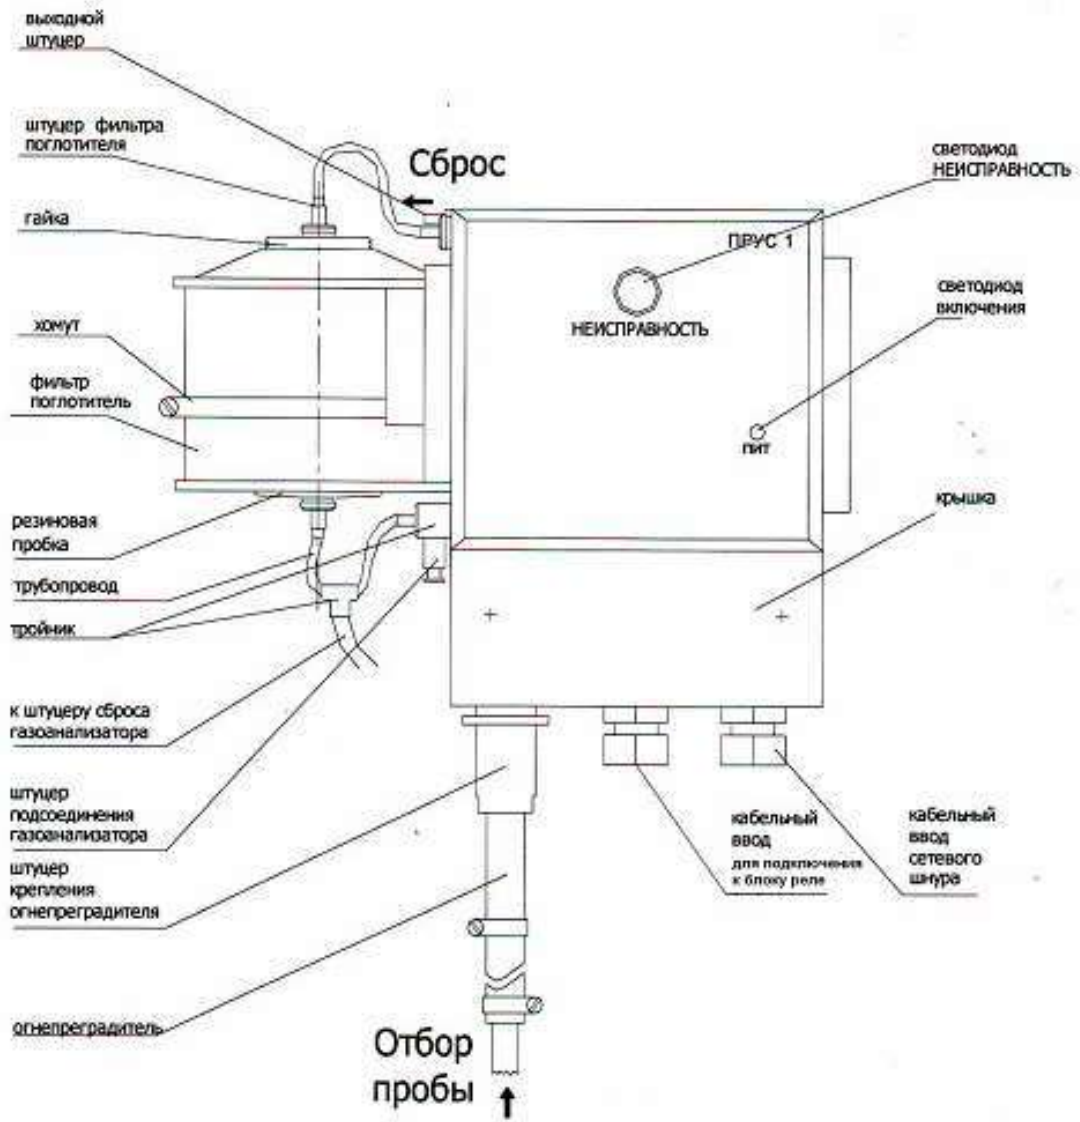 выходной
штуцер
штуцер фильтра
поглотителя
гайка
хомут
фильтр
поглотитель
резиновая
пробка
трубопровод
тройник
к штуцеру сброса
газоанализатора
штуцер
подсоединения
газоанализатора
штуцер
крепления
огнепреградителя
огнепреградитель
Сброс
ПРУС 1
НЕИСПРАВНОСТЬ
пит
светодиод
НЕИСПРАВНОСТЬ
светодиод
включения
крышка
кабельный
ввод
для подключения
к блоку реле
кабельный
ввод
сетевого
шнура
Отбор
пробы